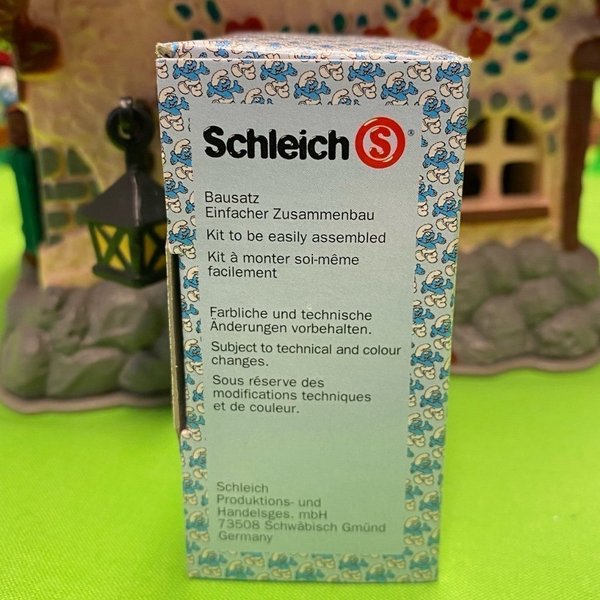 Schleich S®
Bausatz
Einfacher Zusammenbau
Kit to be easily assembled
Kit à monter soi-même
facilement
Farbliche und technische
Änderungen vorbehalten.
Subject to technical and colour
changes.
Sous réserve des
modifications techniques
et de couleur.
Schleich
Produktions- und
Handelsges. mbH
73508 Schwäbisch Gmünd
Germany